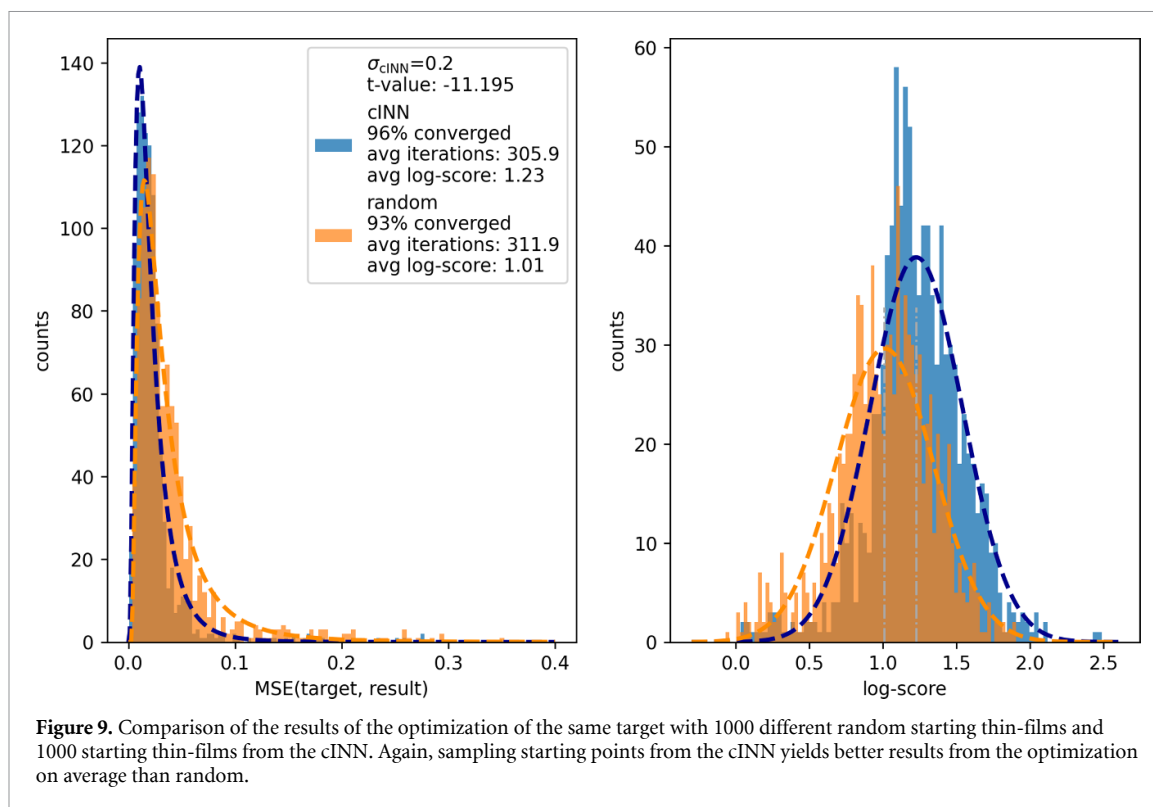 140
120
100
80
60
40
20
0
counts
0.0
0.1
0.2
0.3
0.4
MSE(target, result)
σcINN=0.2
t-value: -11.195
cINN
96% converged
avg iterations: 305.9
avg log-score: 1.23
random
93% converged
avg iterations: 311.9
avg log-score: 1.01
60
50
40
30
20
10
0
counts
0.0
0.5
1.0
1.5
2.0
2.5
log-score
Figure 9. Comparison of the results of the optimization of the same target with 1000 different random starting thin-films and
1000 starting thin-films from the cINN. Again, sampling starting points from the cINN yields better results from the optimization
on average than random.